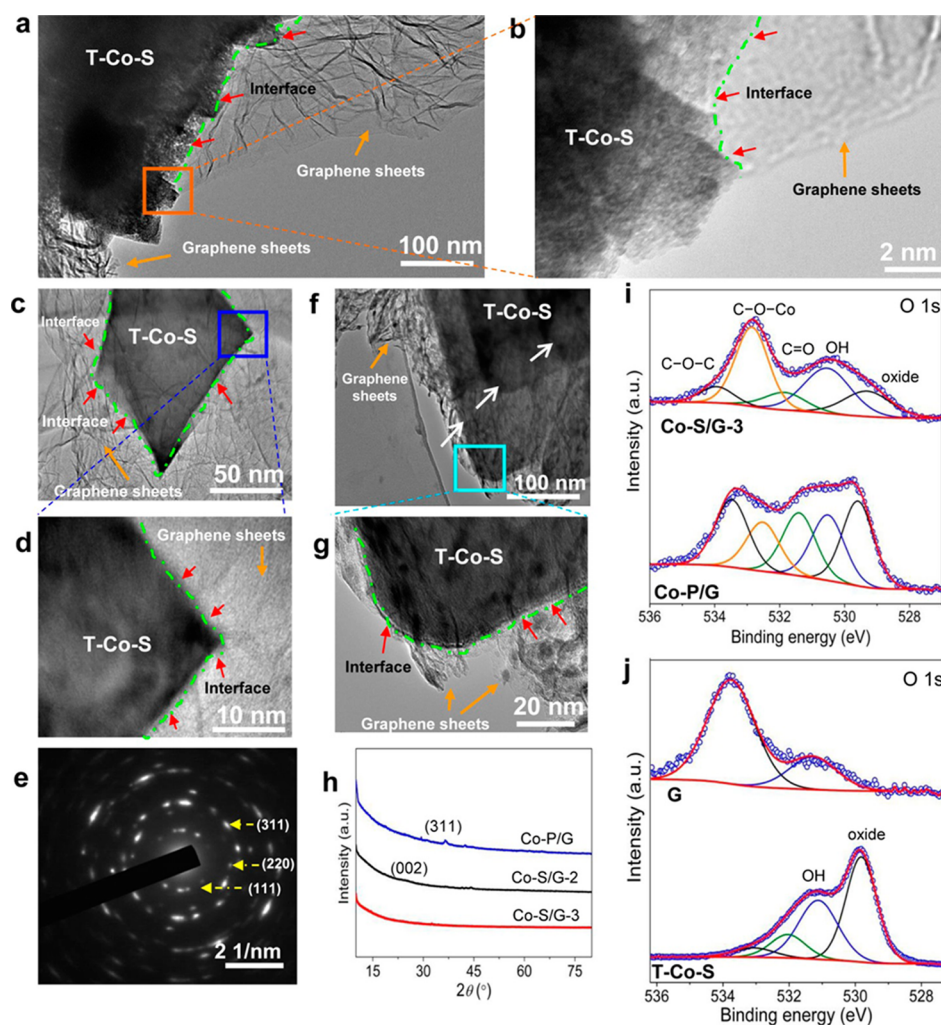 a
T-Co-S
Interface
Graphene sheets
Graphene sheets
100 nm
b
Interface
T-Co-S
Graphene sheets
2 nm
c
Interface
T-Co-S
Interface
Graphene sheets
50 nm
d
Graphene sheets
T-Co-S
Interface
10 nm
e
(311)
(220)
(111)
2 1/nm
f
T-Co-S
Graphene
sheets
100 nm
g
T-Co-S
Interface
Graphene sheets
20 nm
h
Intensity (a.u.)
(311)
Co-P/G
(002)
Co-S/G-2
Co-S/G-3
15 30 45 60 75
2θ (°)
i
O 1s
C–O–Co
C–O–C
C=O
OH
oxide
Co-S/G-3
Intensity (a.u.)
Co-P/G
536 534 532 530 528
Binding energy (eV)
j
O 1s
Intensity (a.u.)
G
oxide
OH
T-Co-S
536 534 532 530 528
Binding energy (eV)